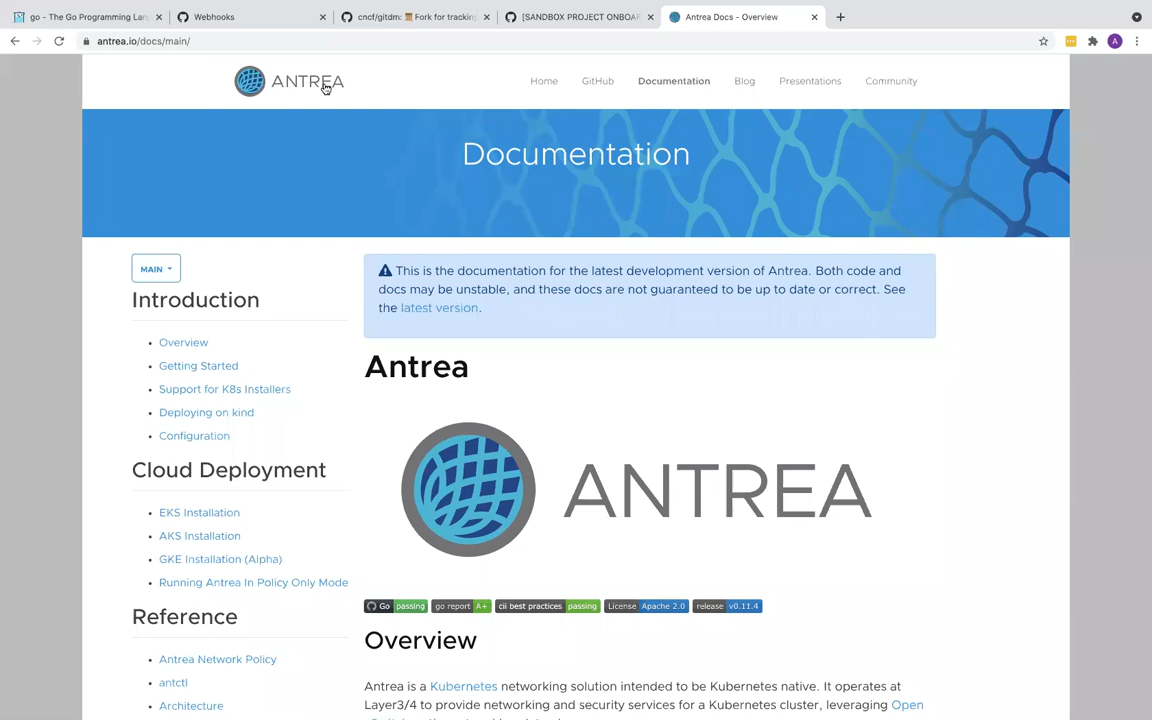 go - The Go Programming Lan
Webhooks
cncf/gitdm: Fork for tracking
[SANDBOX PROJECT ONBOAR
Antrea Docs - Overview
antrea.io/docs/main/
A
ANTREA
Home
GitHub
Documentation
Blog
Presentations
Community
Documentation
MAIN
Introduction
Overview
Getting Started
Support for K8s Installers
Deploying on kind
Configuration
Cloud Deployment
EKS Installation
AKS Installation
GKE Installation (Alpha)
Running Antrea In Policy Only Mode
Reference
Antrea Network Policy
antctl
Architecture
This is the documentation for the latest development version of Antrea. Both code and
docs may be unstable, and these docs are not guaranteed to be up to date or correct. See
the latest version.
Antrea
ANTREA
Go passing
go report A+
cii best practices passing
License Apache 2.0
release v0.11.4
Overview
Antrea is a Kubernetes networking solution intended to be Kubernetes native. It operates at
Layer3/4 to provide networking and security services for a Kubernetes cluster, leveraging Open